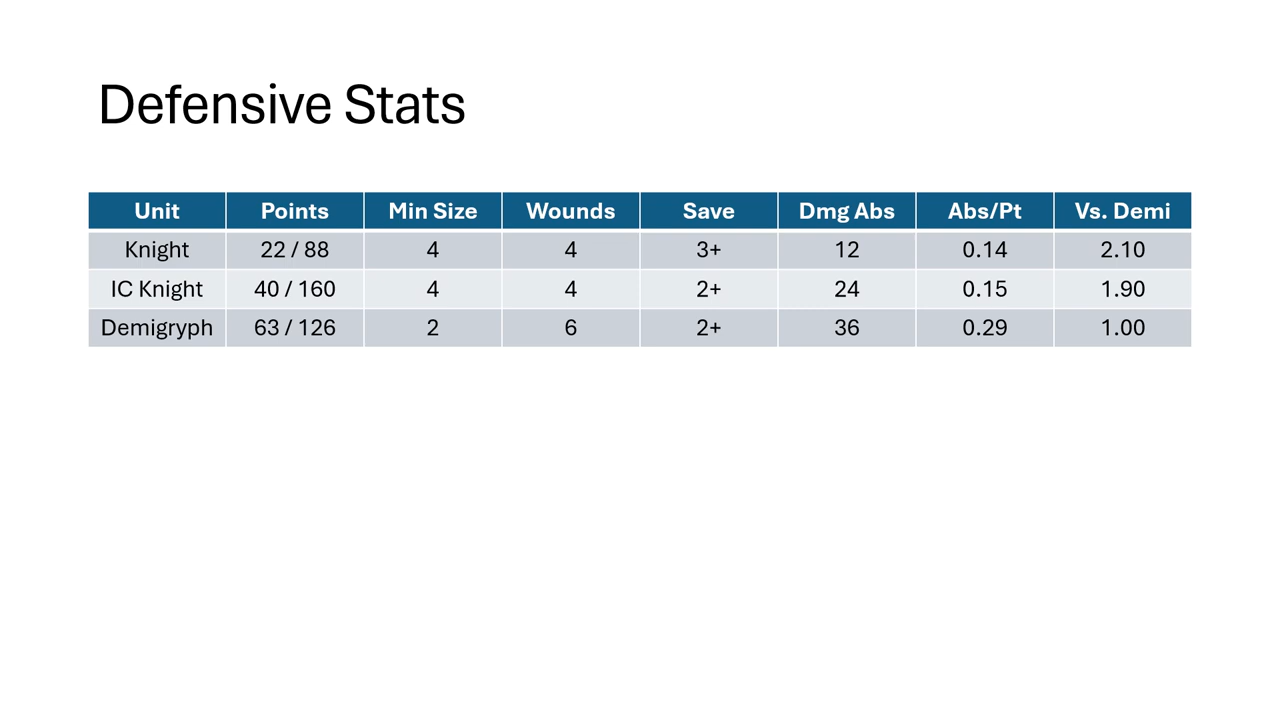 Defensive Stats
Unit Points Min Size Wounds Save Dmg Abs Abs/Pt Vs. Demi
Knight 22 / 88 4 4 3+ 12 0.14 2.10
IC Knight 40 / 160 4 4 2+ 24 0.15 1.90
Demigryph 63 / 126 2 6 2+ 36 0.29 1.00